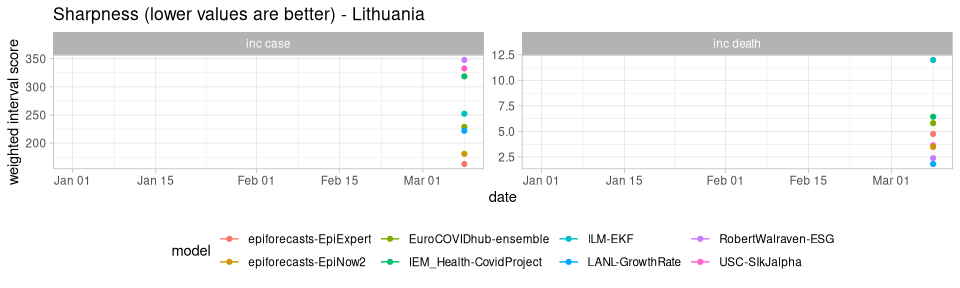 Sharpness (lower values are better) - Lithuania
inc case
inc death
weighted interval score
350
300
250
200
12.5
10.0
7.5
5.0
2.5
Jan 01
Jan 15
Feb 01
Feb 15
Mar 01
Jan 01
Jan 15
Feb 01
Feb 15
Mar 01
date
model
epiforecasts-EpiExpert
EuroCOVIDhub-ensemble
ILM-EKF
RobertWalraven-ESG
epiforecasts-EpiNow2
IEM_Health-CovidProject
LANL-GrowthRate
USC-SIkJalpha